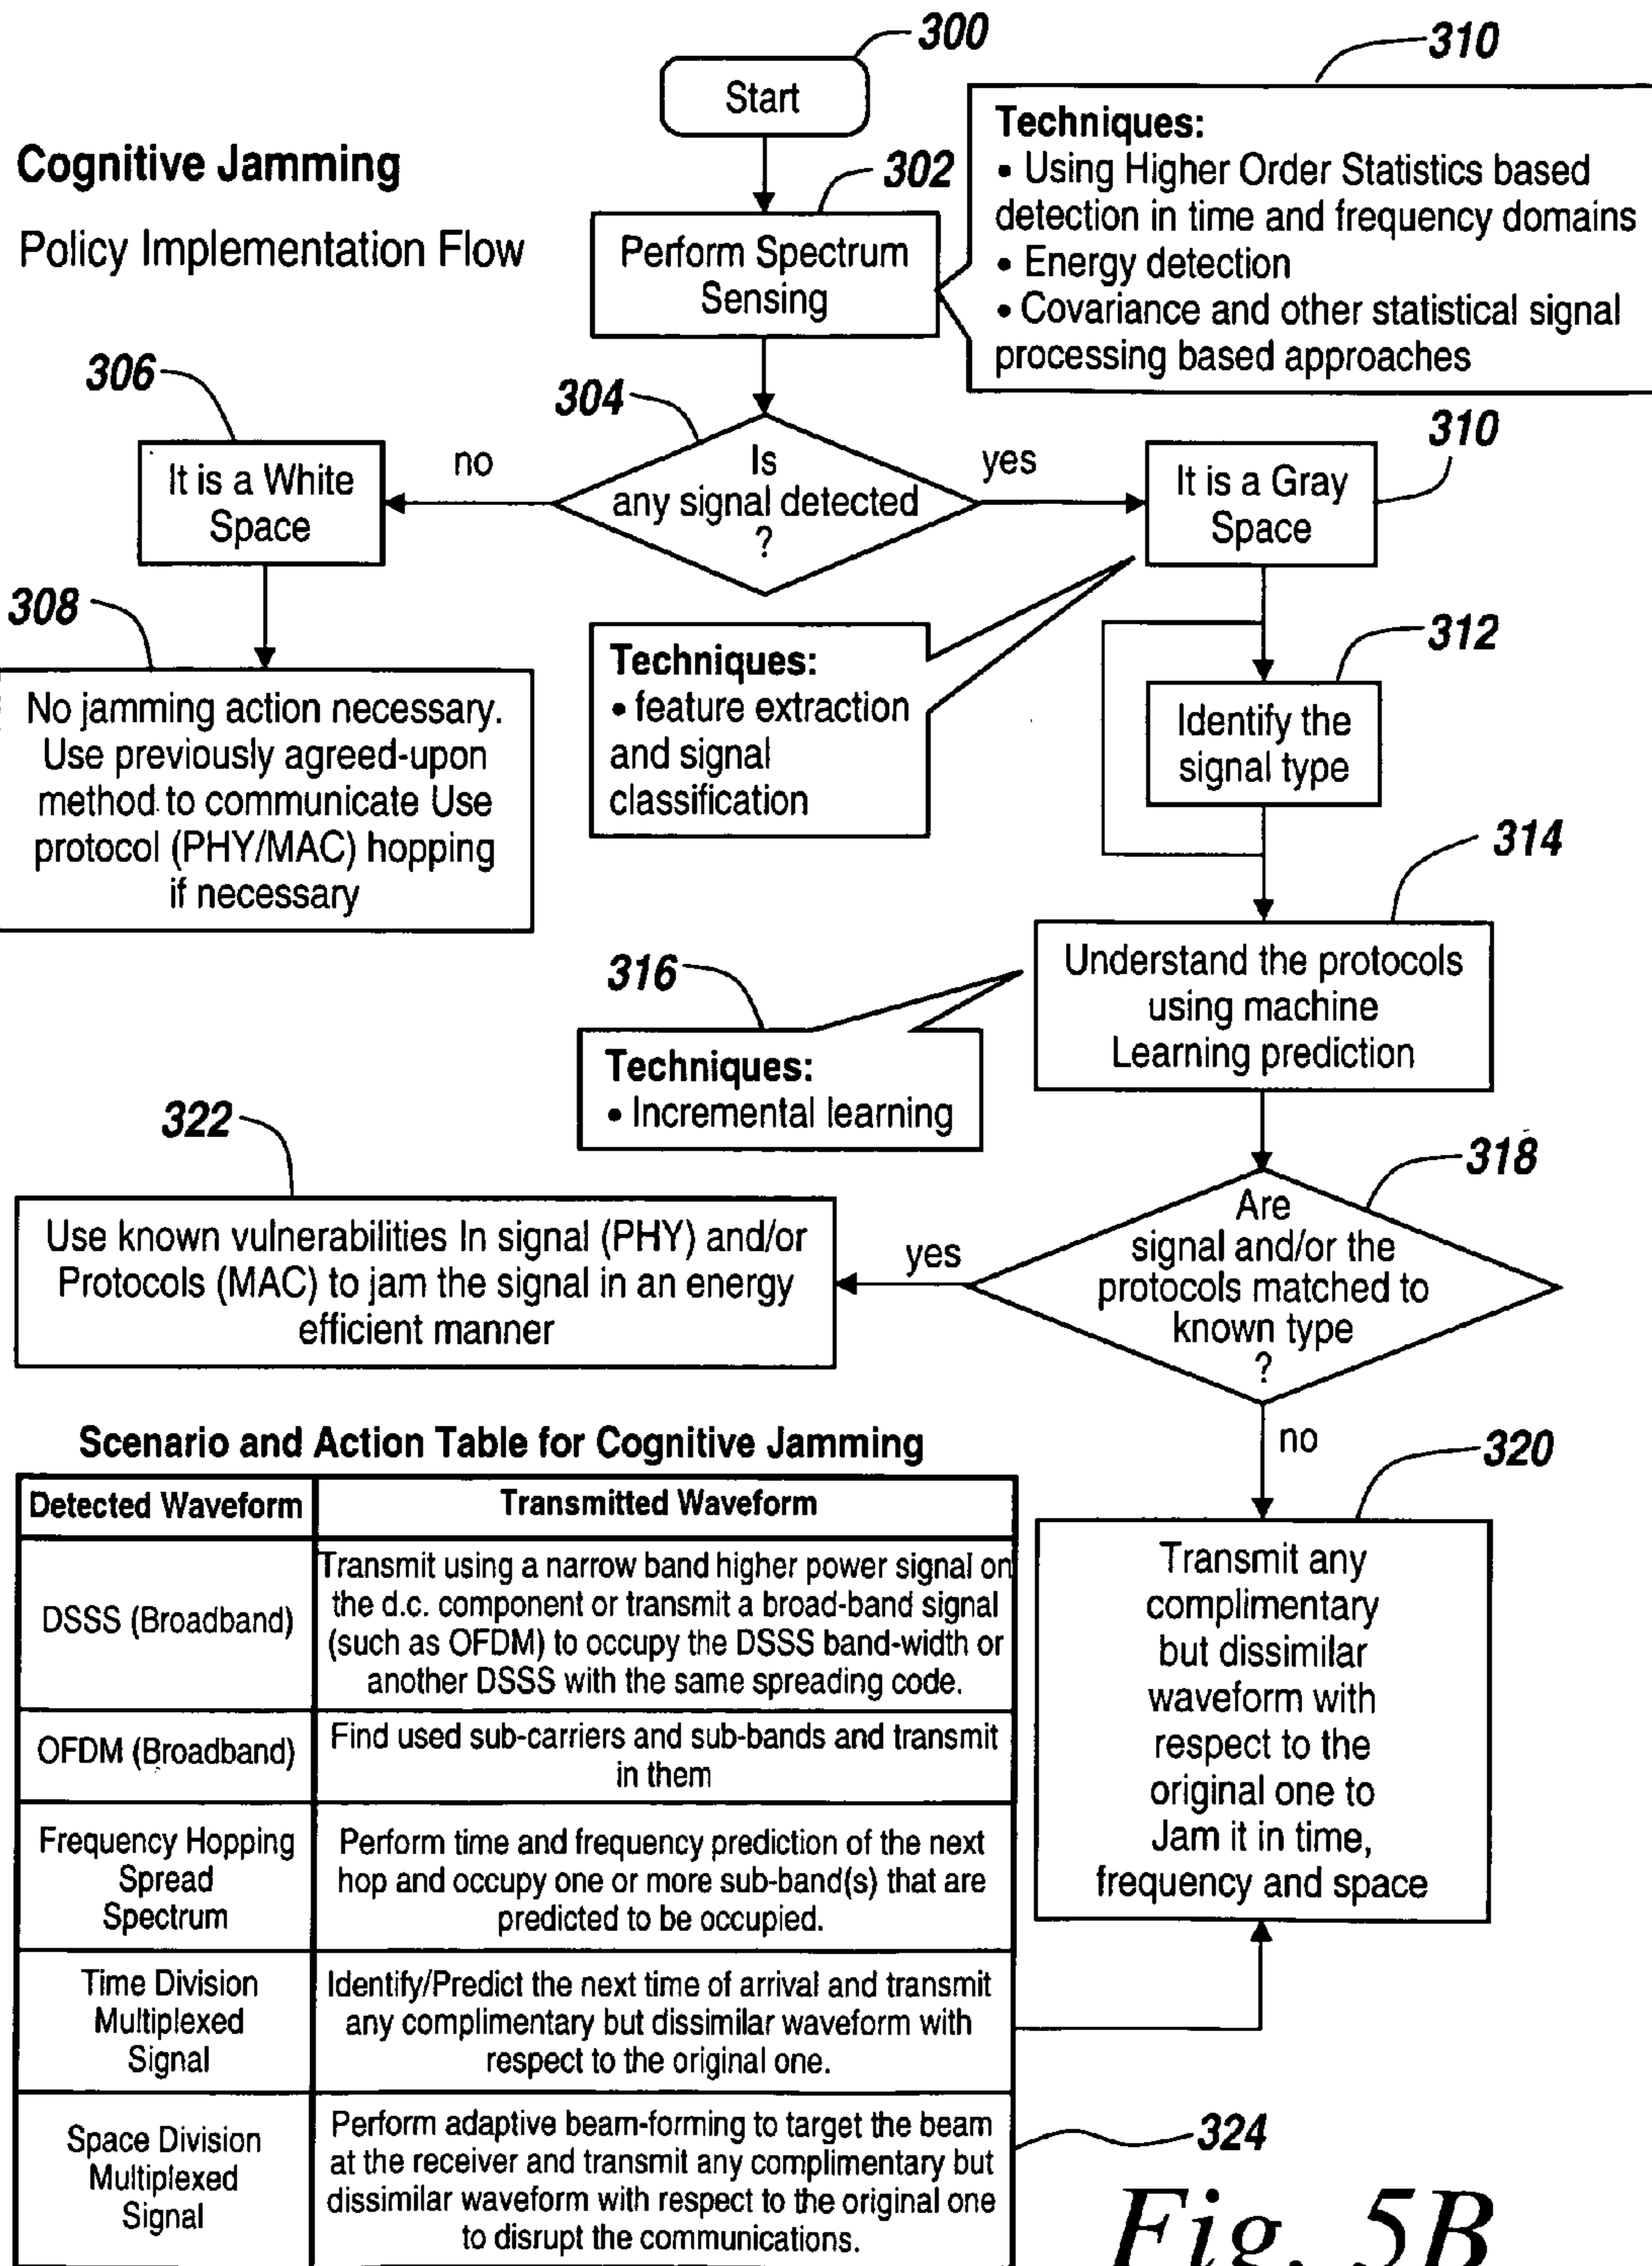 300
310
Start
Techniques:
• Using Higher Order Statistics based
detection in time and frequency domains
• Energy detection
• Covariance and other statistical signal
processing based approaches
Cognitive Jamming
Policy Implementation Flow
302
Perform Spectrum
Sensing
306
304
310
It is a White
Space
no
Is
any signal detected
?
yes
It is a Gray
Space
308
No jamming action necessary.
Use previously agreed-upon
method to communicate Use
protocol (PHY/MAC) hopping
if necessary
Techniques:
• feature extraction
and signal
classification
312
Identify the
signal type
314
Understand the protocols
using machine
Learning prediction
316
Techniques:
• Incremental learning
322
Use known vulnerabilities In signal (PHY) and/or
Protocols (MAC) to jam the signal in an energy
efficient manner
yes
318
Are
signal and/or the
protocols matched to
known type
?
no
320
Transmit any
complimentary
but dissimilar
waveform with
respect to the
original one to
Jam it in time,
frequency and space
Scenario and Action Table for Cognitive Jamming
Detected Waveform
Transmitted Waveform
DSSS (Broadband)
Transmit using a narrow band higher power signal on
the d.c. component or transmit a broad-band signal
(such as OFDM) to occupy the DSSS band-width or
another DSSS with the same spreading code.
OFDM (Broadband)
Find used sub-carriers and sub-bands and transmit
in them
Frequency Hopping
Spread
Spectrum
Perform time and frequency prediction of the next
hop and occupy one or more sub-band(s) that are
predicted to be occupied.
Time Division
Multiplexed
Signal
Identify/Predict the next time of arrival and transmit
any complimentary but dissimilar waveform with
respect to the original one.
Space Division
Multiplexed
Signal
Perform adaptive beam-forming to target the beam
at the receiver and transmit any complimentary but
dissimilar waveform with respect to the original one
to disrupt the communications.
324
Fig. 5B